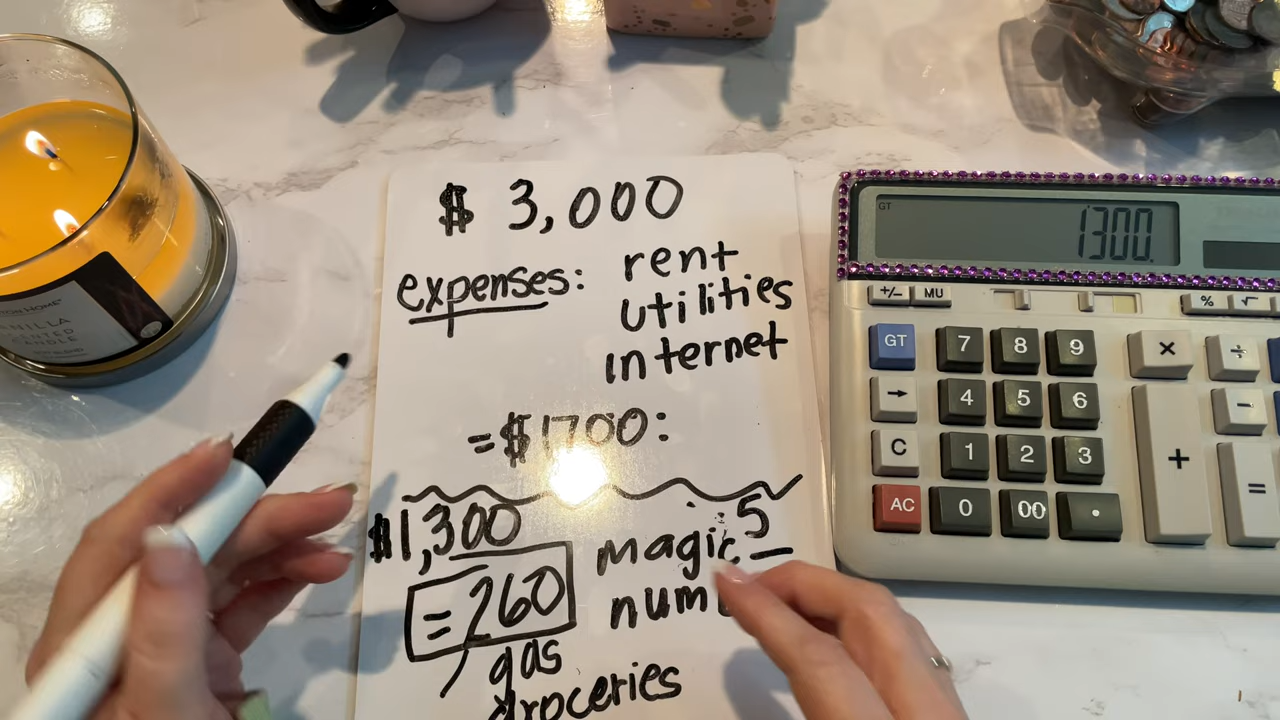 $ 3,000
expenses: rent
utilities
internet
= $1700:
$1,300 ÷ 5
= 260
magic
gas
groceries
GT
1300.
+/- MU % √
GT 7 8 9 × ÷
→ 4 5 6 -
C 1 2 3 + =
AC 0 00 .